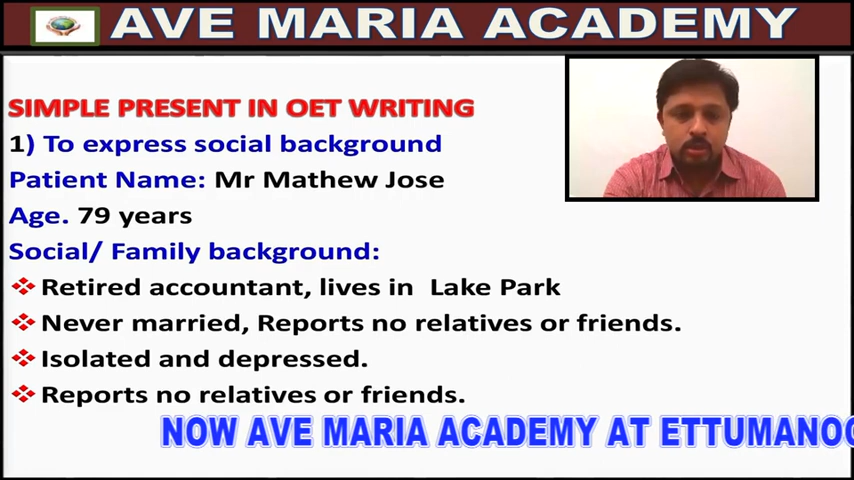 AVE MARIA ACADEMY
SIMPLE PRESENT IN OET WRITING
1) To express social background
Patient Name: Mr Mathew Jose
Age. 79 years
Social/ Family background:
❖Retired accountant, lives in Lake Park
❖Never married, Reports no relatives or friends.
❖Isolated and depressed.
❖Reports no relatives or friends.
NOW AVE MARIA ACADEMY AT